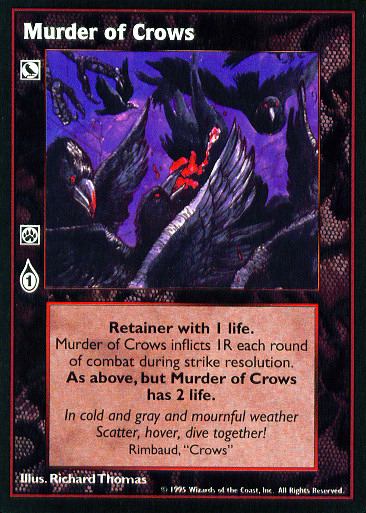 Murder of Crows
1
Retainer with 1 life.
Murder of Crows inflicts 1R each round
of combat during strike resolution.
As above, but Murder of Crows
has 2 life.
In cold and gray and mournful weather
Scatter, hover, dive together!
Rimbaud, "Crows"
Illus. Richard Thomas
© 1995 Wizards of the Coast, Inc. All Rights Reserved.